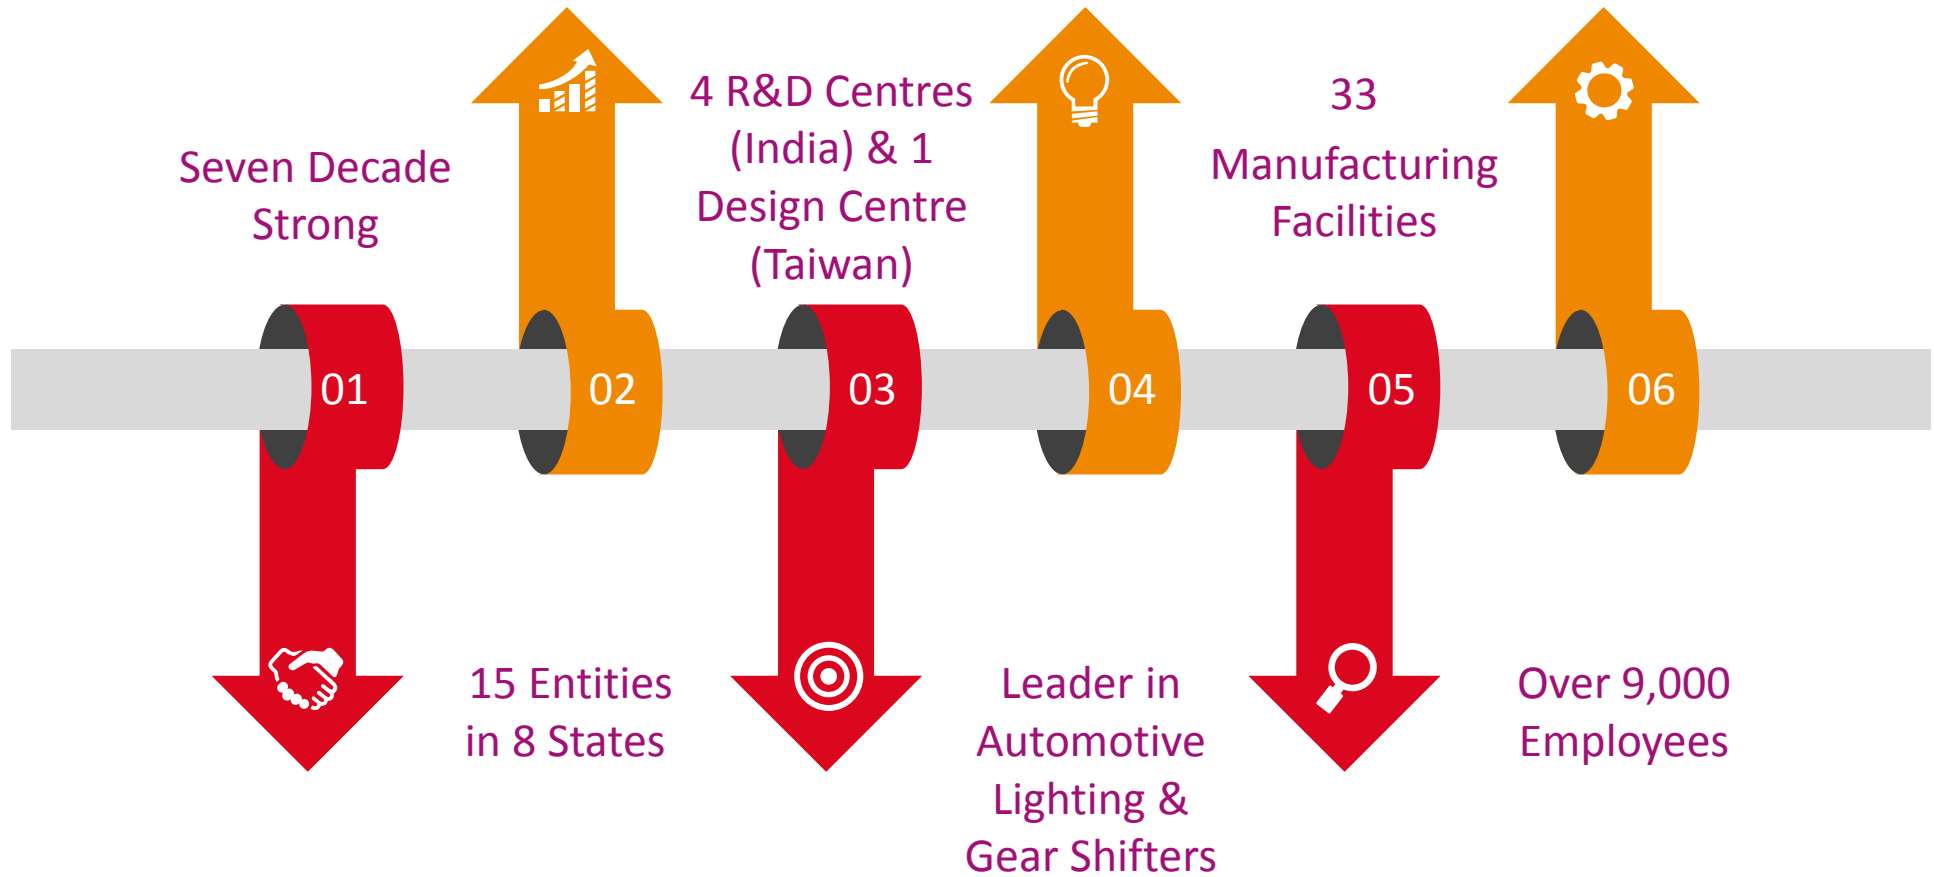 Seven Decade
Strong
01
02
15 Entities
in 8 States
4 R&D Centres
(India) & 1
Design Centre
(Taiwan)
03
04
Leader in
Automotive
Lighting &
Gear Shifters
33
Manufacturing
Facilities
05
06
Over 9,000
Employees